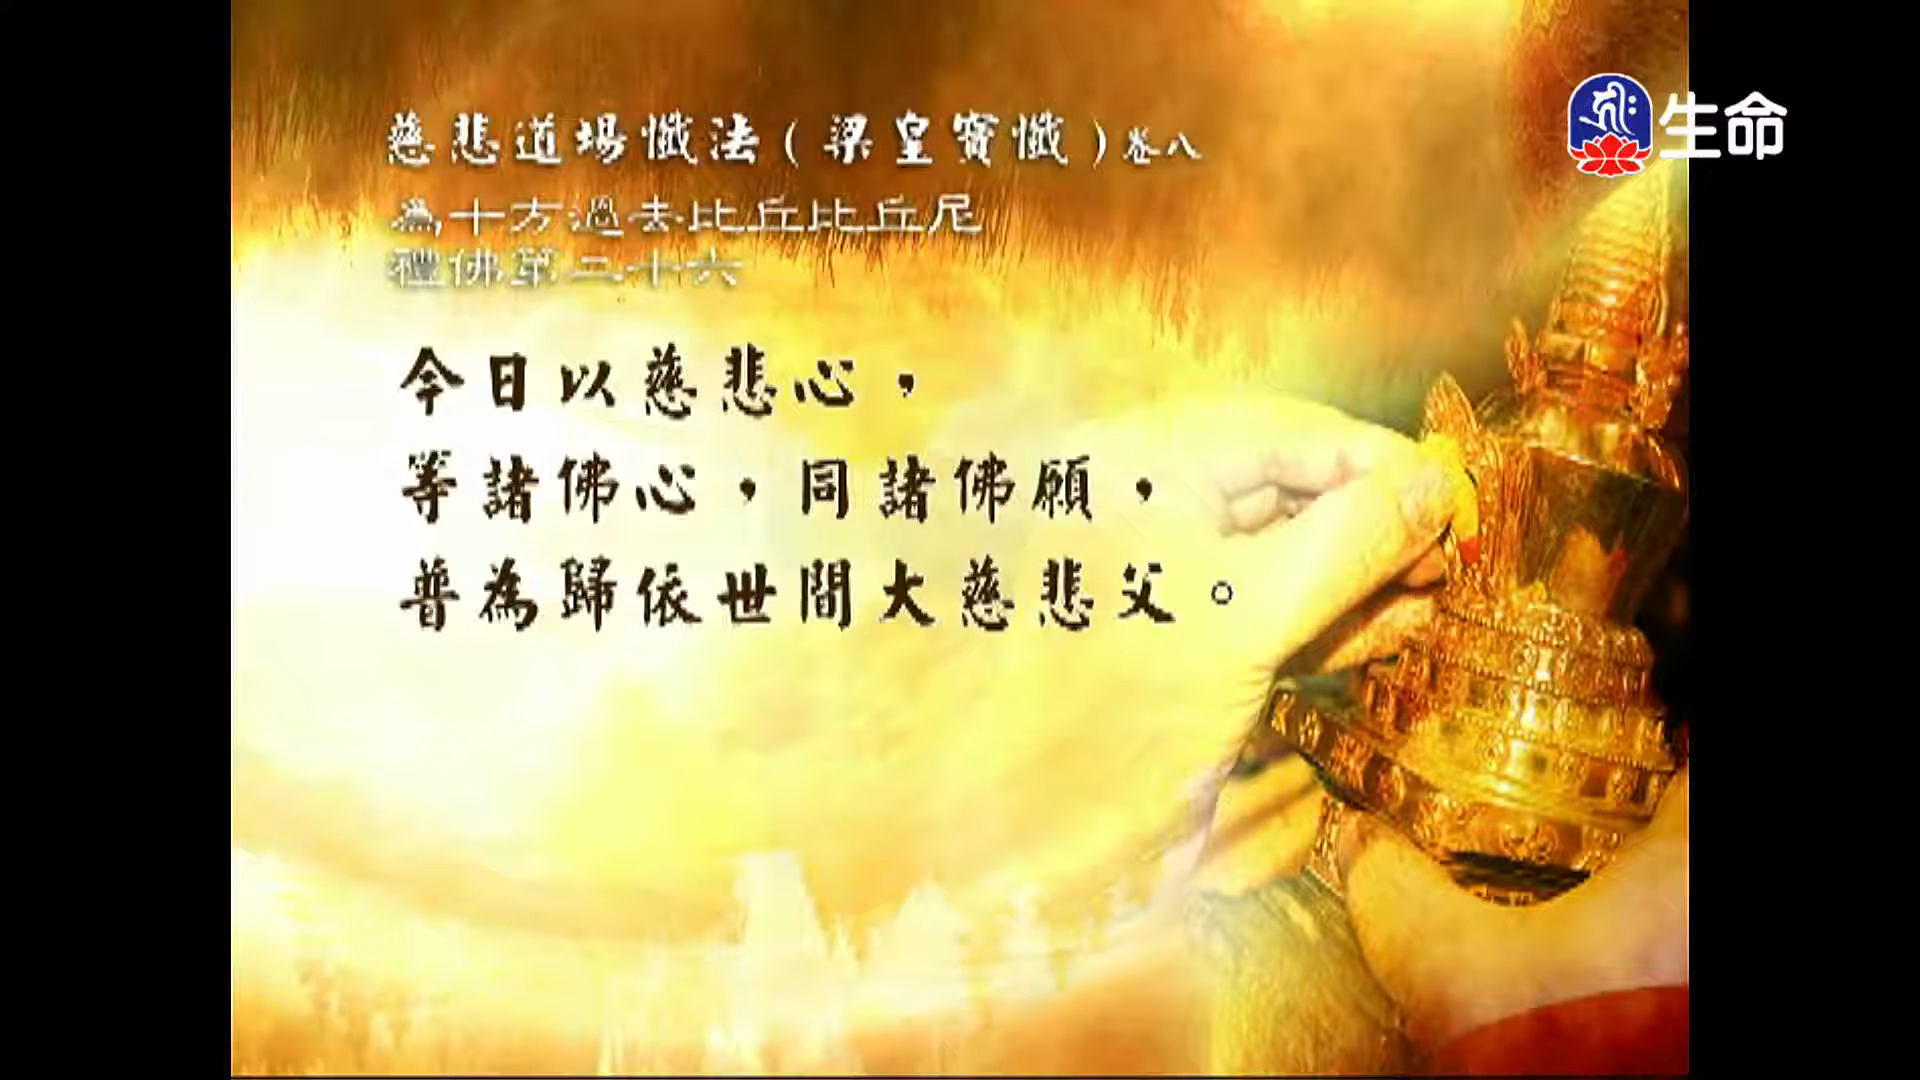 慈悲道場懺法(梁皇寶懺)卷八
生命
為十方過去比丘比丘尼
禮佛第二十六
今日以慈悲心，
等諸佛心，同諸佛願，
普為歸依世間大慈悲父。